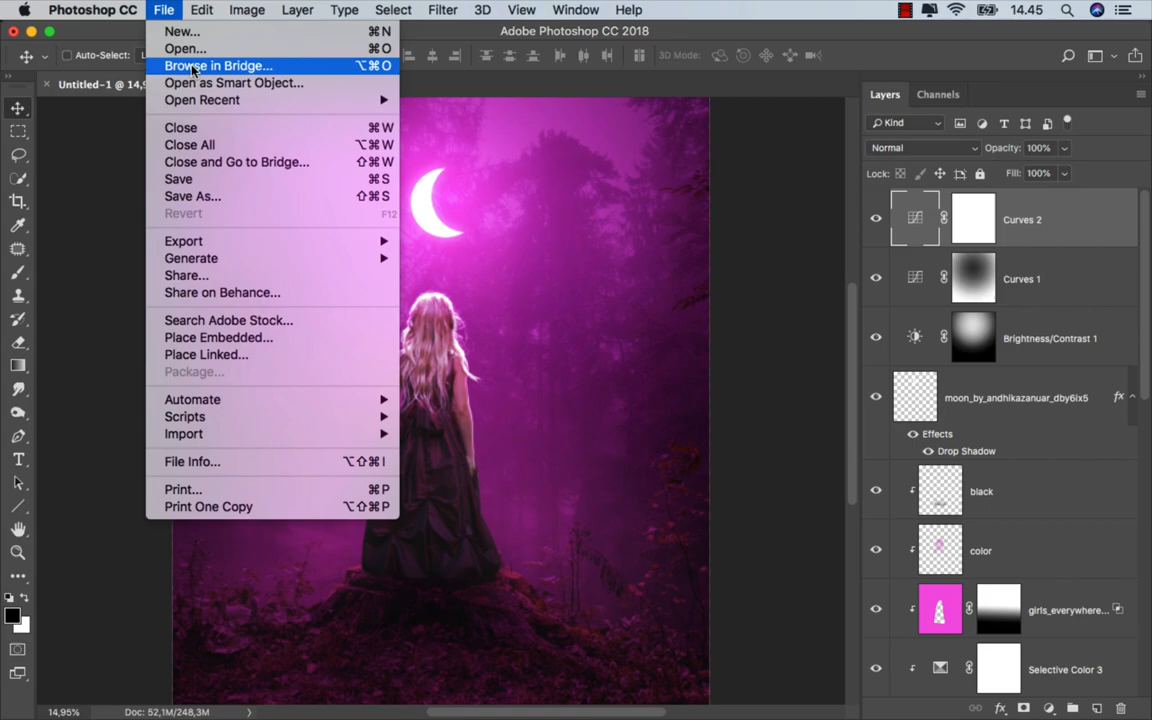 Photoshop CC File Edit Image Layer Type Select Filter 3D View Window Help 14.45
Adobe Photoshop CC 2018
Auto-Select: 3D Mode:
Untitled-1 @ 14,9
New... ⌘N
Open... ⌘O
Browse in Bridge... ⌥⌘O
Open as Smart Object...
Open Recent
Close ⌘W
Close All ⌥⌘W
Close and Go to Bridge... ⇧⌘W
Save ⌘S
Save As... ⇧⌘S
Revert F12
Export
Generate
Share...
Share on Behance...
Search Adobe Stock...
Place Embedded...
Place Linked...
Package...
Automate
Scripts
Import
File Info... ⌥⇧⌘I
Print... ⌘P
Print One Copy ⌥⇧⌘P
Layers Channels
Kind
Normal Opacity: 100%
Lock: Fill: 100%
Curves 2
Curves 1
Brightness/Contrast 1
moon_by_andhikazanuar_dby6ix5 fx
Effects
Drop Shadow
black
color
girls_everywhere...
Selective Color 3
14,95% Doc: 52,1M/248,3M
fx